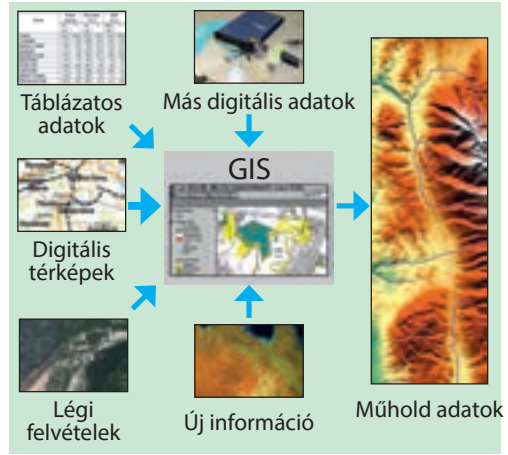 Táblázatos
adatok
Más digitális adatok
GIS
Digitális
térképek
Légi
felvételek
Új információ
Műhold adatok